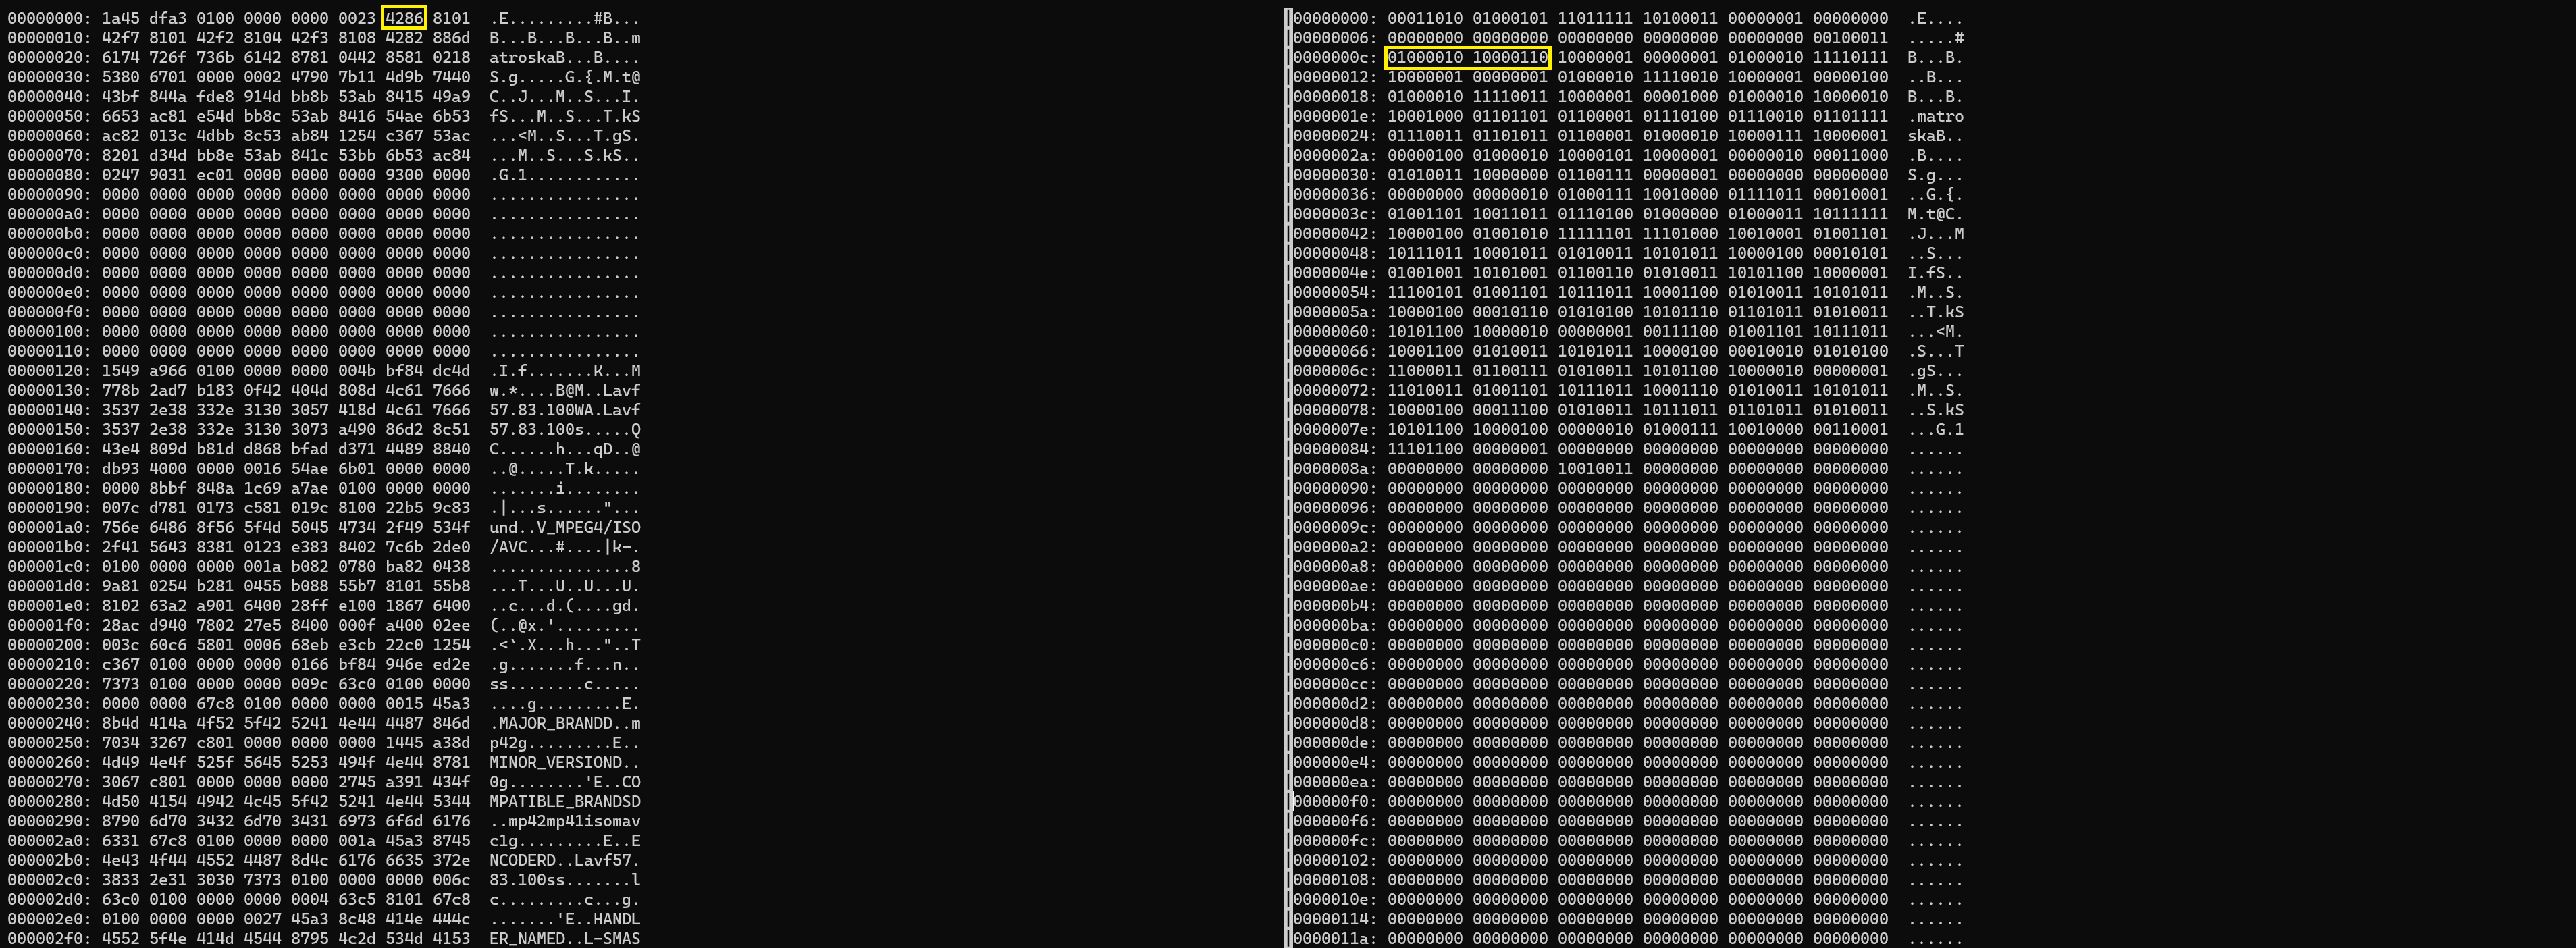 00000000: 1a45 dfa3 0100 0000 0000 0023 4286 8101  .E.........#B...
00000010: 42f7 8101 42f2 8104 42f3 8108 4282 886d  B...B...B...B..m
00000020: 6174 726f 736b 6142 8781 0442 8581 0218  atroskaB...B....
00000030: 5380 6701 0000 0002 4790 7b11 4d9b 7440  S.g.....G.{.M.t@
00000040: 43bf 844a fde8 914d bb8b 53ab 8415 49a9  C..J...M..S...I.
00000050: 6653 ac81 e54d bb8c 53ab 8416 54ae 6b53  fS...M..S...T.kS
00000060: ac82 013c 4dbb 8c53 ab84 1254 c367 53ac  ...<M..S...T.gS.
00000070: 8201 d34d bb8e 53ab 841c 53bb 6b53 ac84  ...M..S...S.kS..
00000080: 0247 9031 ec01 0000 0000 0000 9300 0000  .G.1............
00000090: 0000 0000 0000 0000 0000 0000 0000 0000  ................
000000a0: 0000 0000 0000 0000 0000 0000 0000 0000  ................
000000b0: 0000 0000 0000 0000 0000 0000 0000 0000  ................
000000c0: 0000 0000 0000 0000 0000 0000 0000 0000  ................
000000d0: 0000 0000 0000 0000 0000 0000 0000 0000  ................
000000e0: 0000 0000 0000 0000 0000 0000 0000 0000  ................
000000f0: 0000 0000 0000 0000 0000 0000 0000 0000  ................
00000100: 0000 0000 0000 0000 0000 0000 0000 0000  ................
00000110: 0000 0000 0000 0000 0000 0000 0000 0000  ................
00000120: 1549 a966 0100 0000 0000 004b bf84 dc4d  .I.f.......K...M
00000130: 778b 2ad7 b183 0f42 404d 808d 4c61 7666  w.*....B@M..Lavf
00000140: 3537 2e38 332e 3130 3057 418d 4c61 7666  57.83.100WA.Lavf
00000150: 3537 2e38 332e 3130 3073 a490 86d2 8c51  57.83.100s.....Q
00000160: 43e4 809d b81d d868 bfad d371 4489 8840  C......h...qD..@
00000170: db93 4000 0000 0016 54ae 6b01 0000 0000  ..@.....T.k.....
00000180: 0000 8bbf 848a 1c69 a7ae 0100 0000 0000  .......i........
00000190: 007c d781 0173 c581 019c 8100 22b5 9c83  .|...s......"...
000001a0: 756e 6486 8f56 5f4d 5045 4734 2f49 534f  und..V_MPEG4/ISO
000001b0: 2f41 5643 8381 0123 e383 8402 7c6b 2de0  /AVC...#....|k-.
000001c0: 0100 0000 0000 001a b082 0780 ba82 0438  ...............8
000001d0: 9a81 0254 b281 0455 b088 55b7 8101 55b8  ...T...U..U...U.
000001e0: 8102 63a2 a901 6400 28ff e100 1867 6400  ..c...d.(....gd.
000001f0: 28ac d940 7802 27e5 8400 000f a400 02ee  (..@x.'.........
00000200: 003c 60c6 5801 0006 68eb e3cb 22c0 1254  .<`.X...h..."..T
00000210: c367 0100 0000 0000 0166 bf84 946e ed2e  .g.......f...n..
00000220: 7373 0100 0000 0000 009c 63c0 0100 0000  ss........c.....
00000230: 0000 0000 67c8 0100 0000 0000 0015 45a3  ....g.........E.
00000240: 8b4d 414a 4f52 5f42 5241 4e44 4487 846d  .MAJOR_BRANDD..m
00000250: 7034 3267 c801 0000 0000 0000 1445 a38d  p42g.........E..
00000260: 4d49 4e4f 525f 5645 5253 494f 4e44 8781  MINOR_VERSIOND..
00000270: 3067 c801 0000 0000 0000 2745 a391 434f  0g........'E..CO
00000280: 4d50 4154 4942 4c45 5f42 5241 4e44 5344  MPATIBLE_BRANDSD
00000290: 8790 6d70 3432 6d70 3431 6973 6f6d 6176  ..mp42mp41isomav
000002a0: 6331 67c8 0100 0000 0000 001a 45a3 8745  c1g.........E..E
000002b0: 4e43 4f44 4552 4487 8d4c 6176 6635 372e  NCODERD..Lavf57.
000002c0: 3833 2e31 3030 7373 0100 0000 0000 006c  83.100ss.......l
000002d0: 63c0 0100 0000 0000 0004 63c5 8101 67c8  c.........c...g.
000002e0: 0100 0000 0000 0027 45a3 8c48 414e 444c  .......'E..HANDL
000002f0: 4552 5f4e 414d 4544 8795 4c2d 534d 4153  ER_NAMED..L-SMAS
00000000: 00011010 01000101 11011111 10100011 00000001 00000000  .E....
00000006: 00000000 00000000 00000000 00000000 00000000 00100011  .....#
0000000c: 01000010 10000110 10000001 00000001 01000010 11110111  B...B.
00000012: 10000001 00000001 01000010 11110010 10000001 00000100  ..B...
00000018: 01000010 11110011 10000001 00001000 01000010 10000010  B...B.
0000001e: 10001000 01101101 01100001 01110100 01110010 01101111  .matro
00000024: 01110011 01101011 01100001 01000010 10000111 10000001  skaB..
0000002a: 00000100 01000010 10000101 10000001 00000010 00011000  .B....
00000030: 01010011 10000000 01100111 00000001 00000000 00000000  S.g...
00000036: 00000000 00000010 01000111 10010000 01111011 00010001  ..G.{.
0000003c: 01001101 10011011 01110100 01000000 01000011 10111111  M.t@C.
00000042: 10000100 01001010 11111101 11101000 10010001 01001101  .J...M
00000048: 10111011 10001011 01010011 10101011 10000100 00010101  ..S...
0000004e: 01001001 10101001 01100110 01010011 10101100 10000001  I.fS..
00000054: 11100101 01001101 10111011 10001100 01010011 10101011  .M..S.
0000005a: 10000100 00010110 01010100 10101110 01101011 01010011  ..T.kS
00000060: 10101100 10000010 00000001 00111100 01001101 10111011  ...<M.
00000066: 10001100 01010011 10101011 10000100 00010010 01010100  .S...T
0000006c: 11000011 01100111 01010011 10101100 10000010 00000001  .gS...
00000072: 11010011 01001101 10111011 10001110 01010011 10101011  .M..S.
00000078: 10000100 00011100 01010011 10111011 01101011 01010011  ..S.kS
0000007e: 10101100 10000100 00000010 01000111 10010000 00110001  ...G.1
00000084: 11101100 00000001 00000000 00000000 00000000 00000000  ......
0000008a: 00000000 00000000 10010011 00000000 00000000 00000000  ......
00000090: 00000000 00000000 00000000 00000000 00000000 00000000  ......
00000096: 00000000 00000000 00000000 00000000 00000000 00000000  ......
0000009c: 00000000 00000000 00000000 00000000 00000000 00000000  ......
000000a2: 00000000 00000000 00000000 00000000 00000000 00000000  ......
000000a8: 00000000 00000000 00000000 00000000 00000000 00000000  ......
000000ae: 00000000 00000000 00000000 00000000 00000000 00000000  ......
000000b4: 00000000 00000000 00000000 00000000 00000000 00000000  ......
000000ba: 00000000 00000000 00000000 00000000 00000000 00000000  ......
000000c0: 00000000 00000000 00000000 00000000 00000000 00000000  ......
000000c6: 00000000 00000000 00000000 00000000 00000000 00000000  ......
000000cc: 00000000 00000000 00000000 00000000 00000000 00000000  ......
000000d2: 00000000 00000000 00000000 00000000 00000000 00000000  ......
000000d8: 00000000 00000000 00000000 00000000 00000000 00000000  ......
000000de: 00000000 00000000 00000000 00000000 00000000 00000000  ......
000000e4: 00000000 00000000 00000000 00000000 00000000 00000000  ......
000000ea: 00000000 00000000 00000000 00000000 00000000 00000000  ......
000000f0: 00000000 00000000 00000000 00000000 00000000 00000000  ......
000000f6: 00000000 00000000 00000000 00000000 00000000 00000000  ......
000000fc: 00000000 00000000 00000000 00000000 00000000 00000000  ......
00000102: 00000000 00000000 00000000 00000000 00000000 00000000  ......
00000108: 00000000 00000000 00000000 00000000 00000000 00000000  ......
0000010e: 00000000 00000000 00000000 00000000 00000000 00000000  ......
00000114: 00000000 00000000 00000000 00000000 00000000 00000000  ......
0000011a: 00000000 00000000 00000000 00000000 00000000 00000000  ......